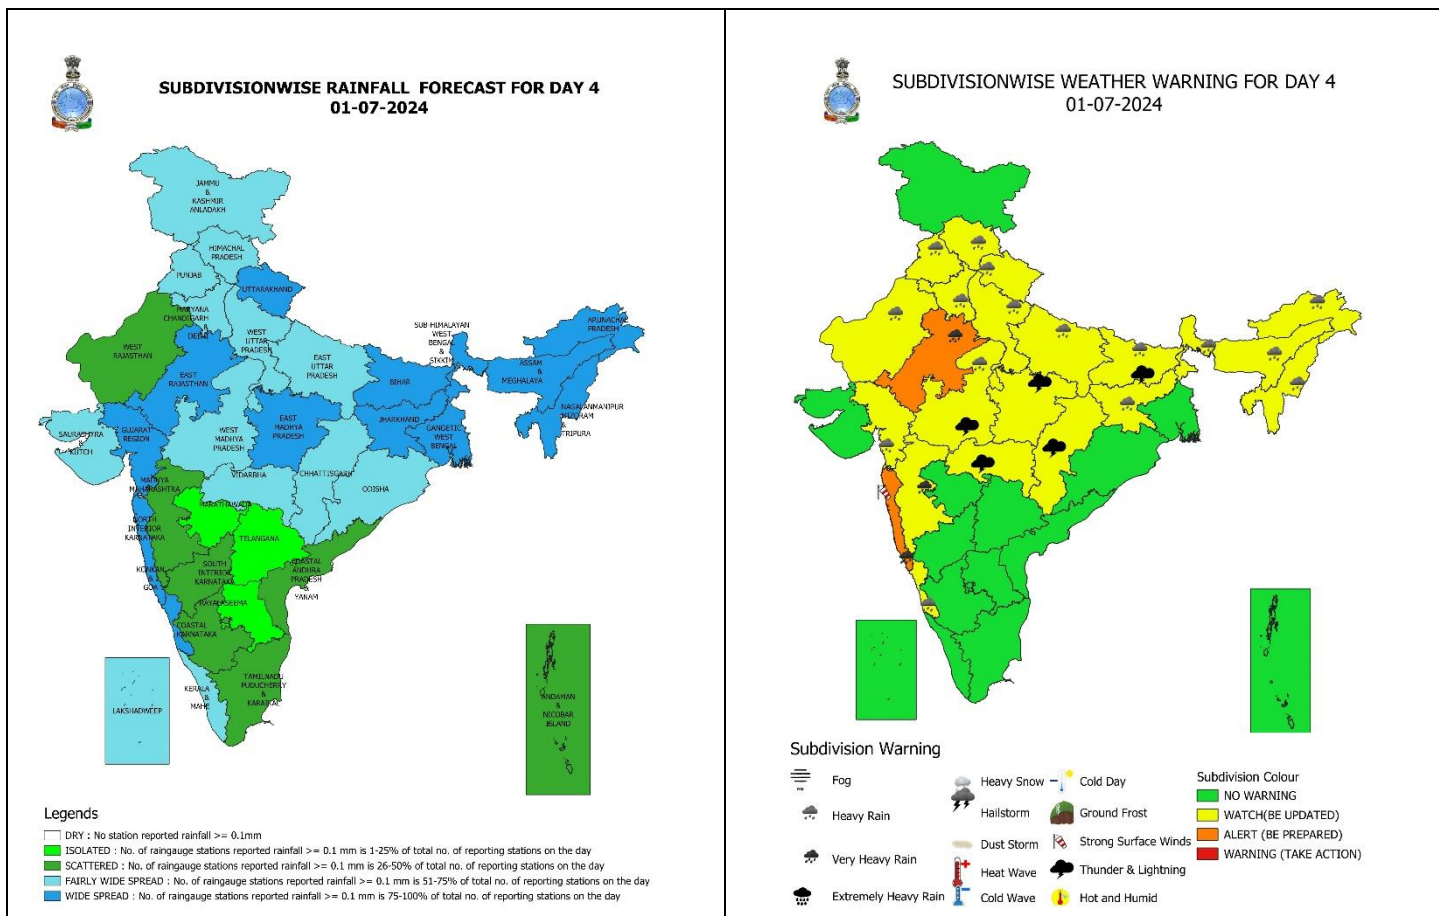 SUBDIVISIONWISE RAINFALL FORECAST FOR DAY 4
01-07-2024
JAMMU
&
KASHMIR
ANLADAKH
HIMACHAL
PRADESH
PUNJAB
UTTARAKHAND
HARYANA
CHANDIGARH
&
DELHI
WEST
UTTAR
PRADESH
SUB-HIMALAYAN
WEST
BENGAL
&
SIKKIM
ARUNACHAL
PRADESH
WEST
RAJASTHAN
EAST
UTTAR
PRADESH
ASSAM
&
MEGHALAYA
EAST
RAJASTHAN
BIHAR
NAGALANMANIPUR
MIZORAM
&
TRIPURA
SAURASHTRA
&
KUTCH
GUJARAT
REGION
WEST
MADHYA
PRADESH
EAST
MADHYA
PRADESH
JHARKHAND
GANGETIC
WEST
BENGAL
VIDARBHA
CHHATTISGARH
ODISHA
MADHYA
MAHARASHTRA
MARATHAWADA
NORTH
INTERIOR
KARNATAKA
TELANGANA
KONKAN
&
GOA
SOUTH
INTERIOR
KARNATAKA
COASTAL
ANDHRA
PRADESH
&
YANAM
RAYALASEEMA
COASTAL
KARNATAKA
KERALA
&
MAHE
TAMILNADU
PUDUCHERRY
&
KARAIKAL
LAKSHADWEEP
ANDAMAN
&
NICOBAR
ISLAND
Legends
DRY : No station reported rainfall >= 0.1mm
ISOLATED : No. of raingauge stations reported rainfall >= 0.1 mm is 1-25% of total no. of reporting stations on the day
SCATTERED : No. of raingauge stations reported rainfall >= 0.1 mm is 26-50% of total no. of reporting stations on the day
FAIRLY WIDE SPREAD : No. of raingauge stations reported rainfall >= 0.1 mm is 51-75% of total no. of reporting stations on the day
WIDE SPREAD : No. of raingauge stations reported rainfall >= 0.1 mm is 75-100% of total no. of reporting stations on the day
SUBDIVISIONWISE WEATHER WARNING FOR DAY 4
01-07-2024
Subdivision Warning
Fog
Heavy Rain
Very Heavy Rain
Extremely Heavy Rain
Heavy Snow
Hailstorm
Dust Storm
Heat Wave
Cold Wave
Cold Day
Ground Frost
Strong Surface Winds
Thunder & Lightning
Hot and Humid
Subdivision Colour
NO WARNING
WATCH(BE UPDATED)
ALERT (BE PREPARED)
WARNING (TAKE ACTION)